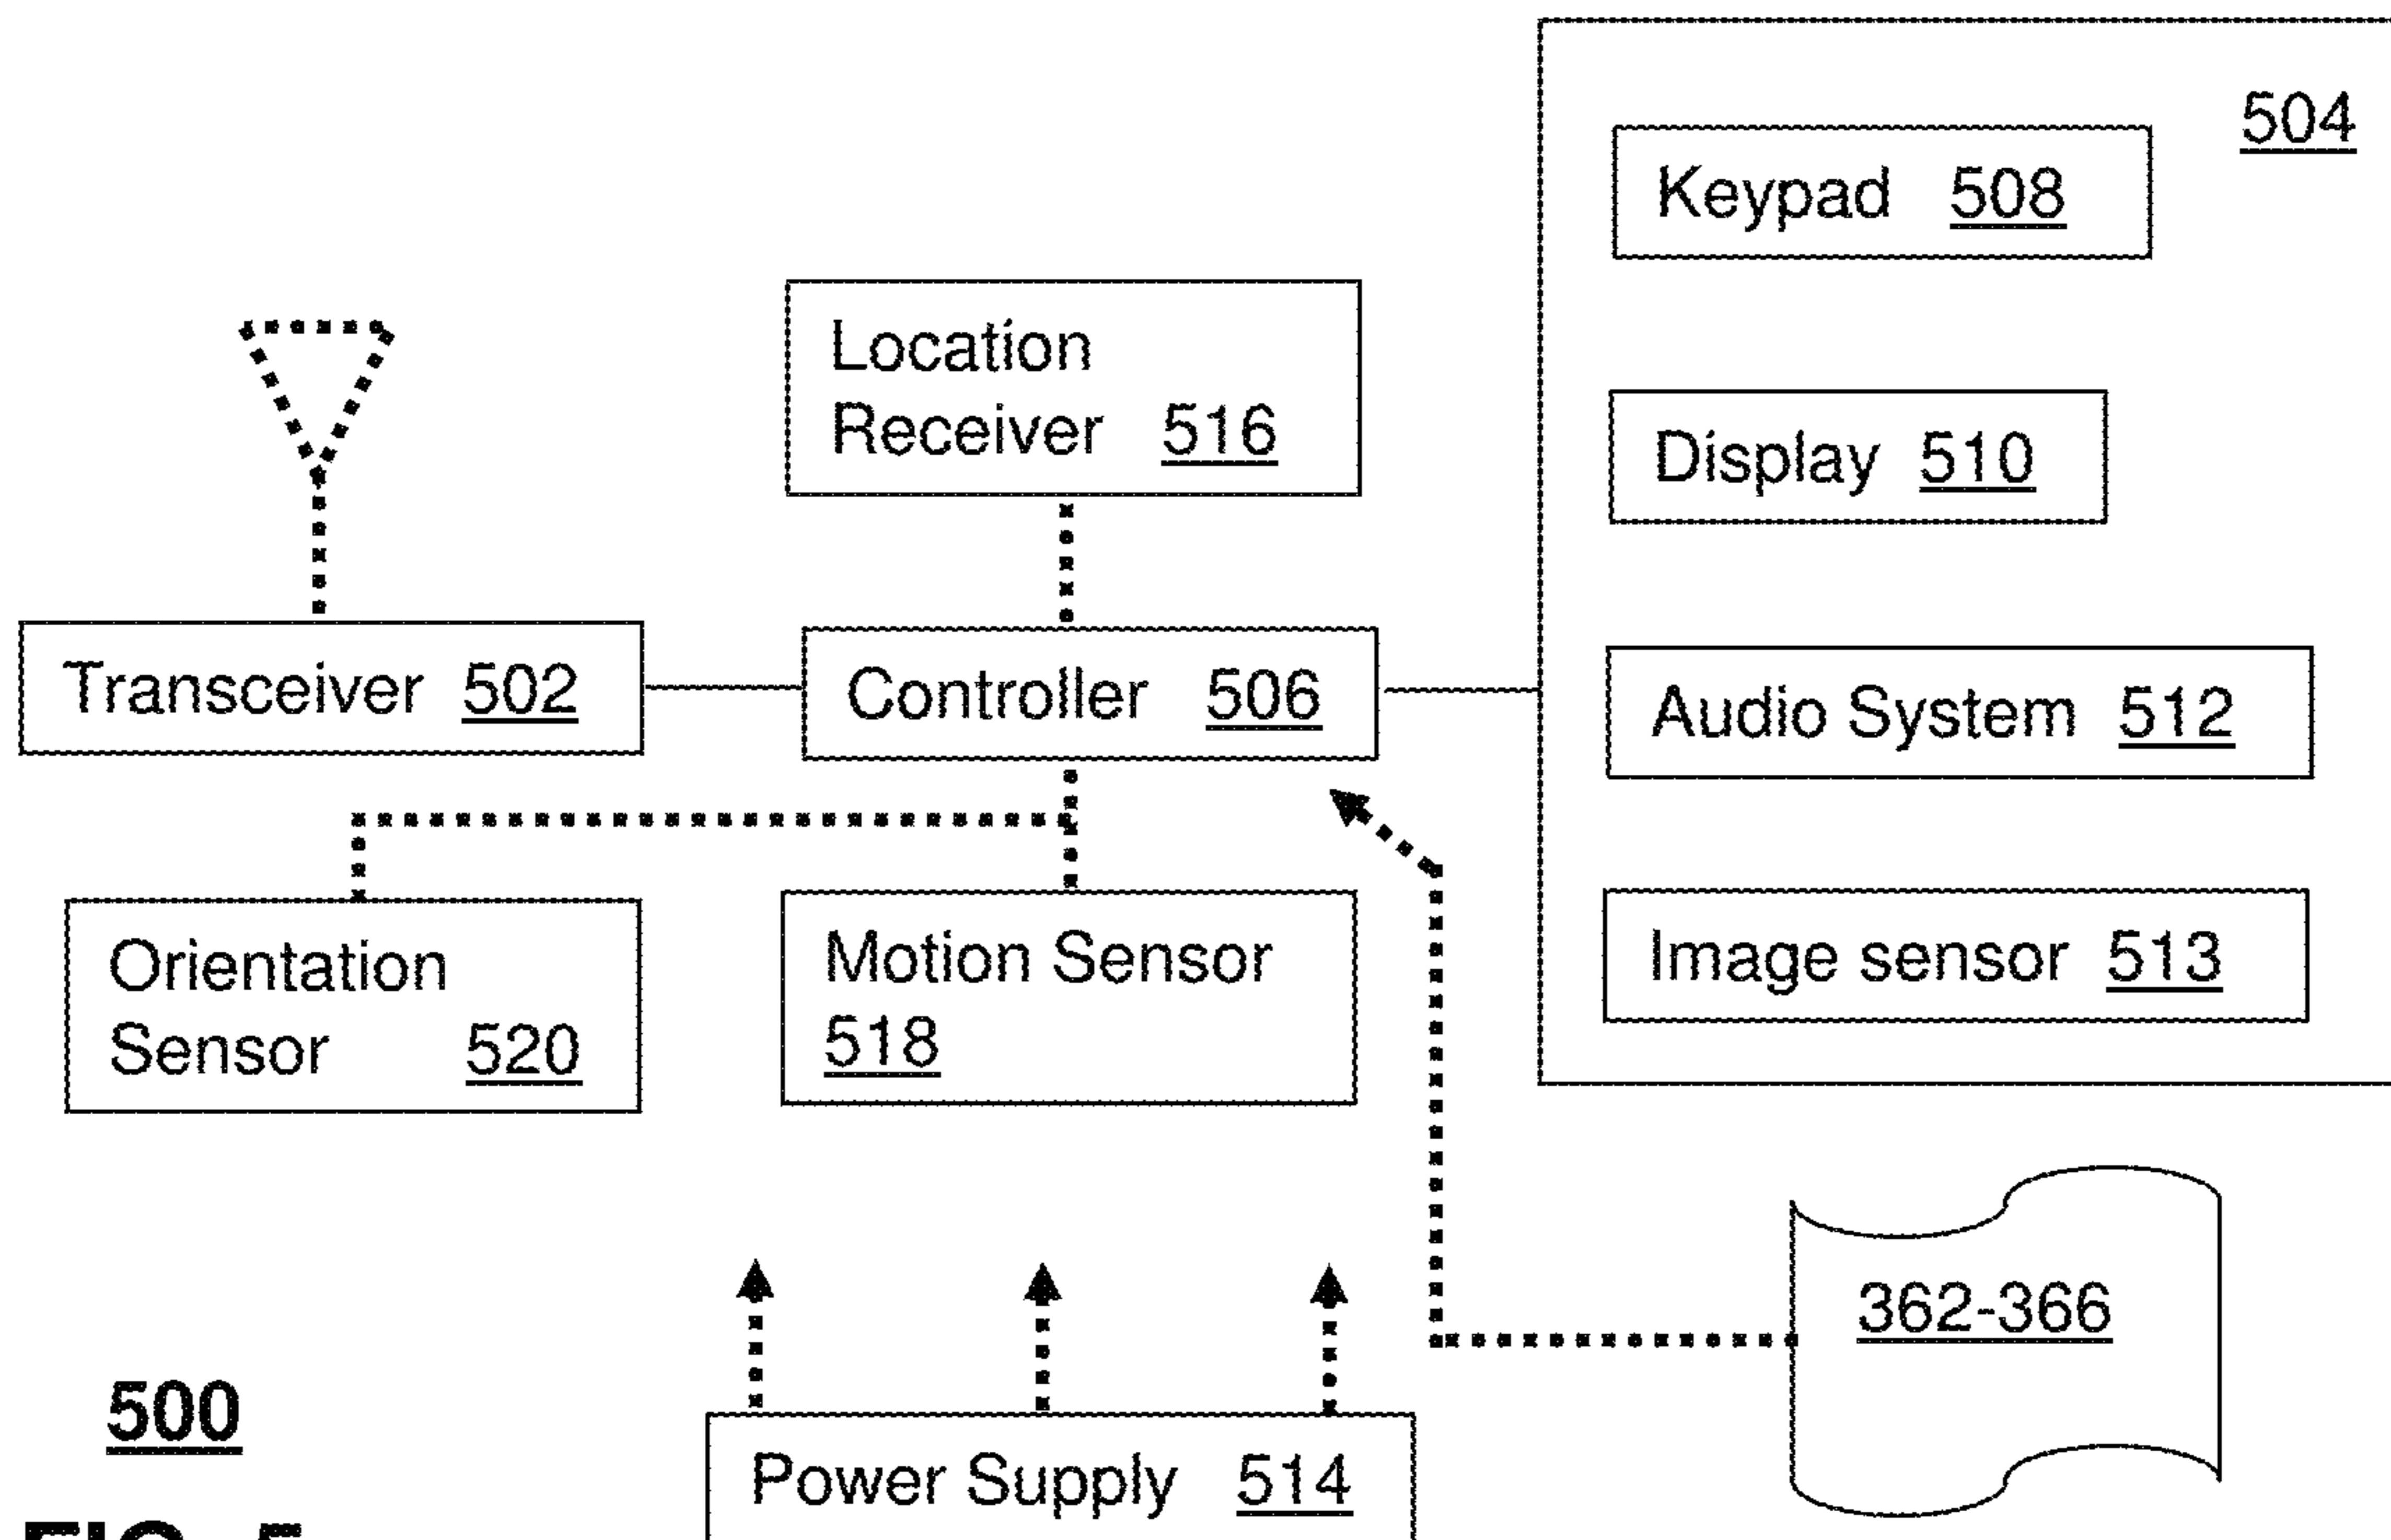 504
Keypad 508
Location
Receiver 516
Display 510
Transceiver 502
Controller 506
Audio System 512
Orientation
Sensor 520
Motion Sensor
518
Image sensor 513
362-366
500
Power Supply 514